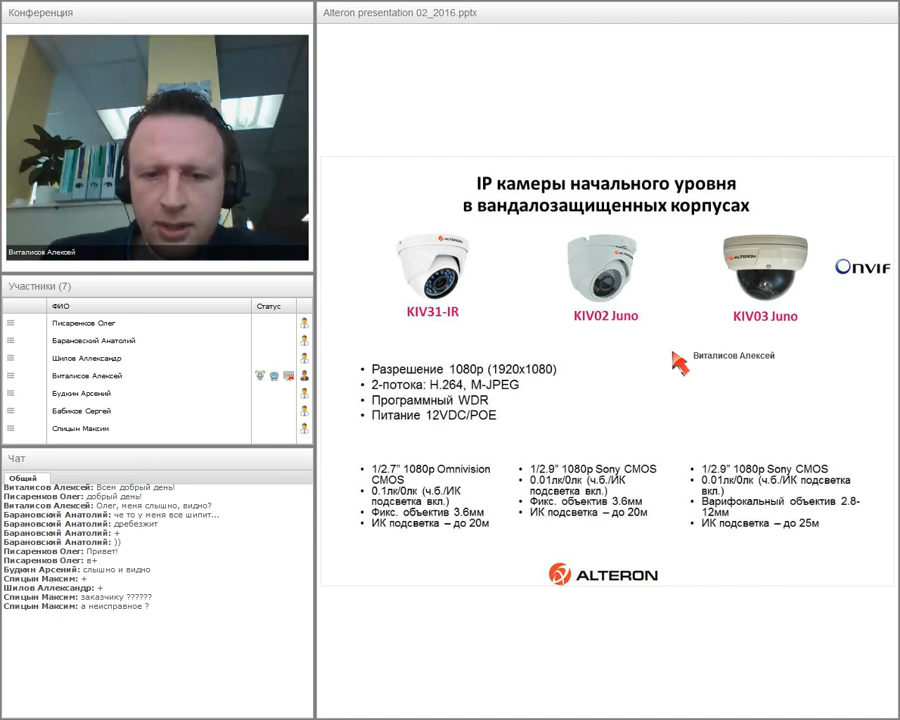 Конференция
Виталисов Алексей
Участники (7)
ФИО Статус
Писаренков Олег
Барановский Анатолий
Шилов Аллександр
Виталисов Алексей
Будкин Арсений
Бабиков Сергей
Спицын Максим
Чат
Общий
Виталисов Алексей: Всем добрый день!
Писаренков Олег: добрый день!
Виталисов Алексей: Олег, меня слышно, видно?
Барановский Анатолий: че то у меня все шипит...
Барановский Анатолий: дребезжит
Барановский Анатолий: +
Барановский Анатолий: ))
Писаренков Олег: Привет!
Писаренков Олег: в+
Будкин Арсений: слышно и видно
Спицын Максим: +
Шилов Аллександр: +
Спицын Максим: заказчику ??????
Спицын Максим: а неисправное ?
Alteron presentation 02_2016.pptx
IP камеры начального уровня
в вандалозащищенных корпусах
ALTERON
ALTERON
ALTERON
ONVIF
KIV31-IR
KIV02 Juno
KIV03 Juno
Виталисов Алексей
• Разрешение 1080p (1920x1080)
• 2-потока: H.264, M-JPEG
• Программный WDR
• Питание 12VDC/POE
• 1/2.7" 1080p Omnivision
CMOS
• 0.1лк/0лк (ч.б./ИК
подсветка вкл.)
• Фикс. объектив 3.6мм
• ИК подсветка – до 20м
• 1/2.9" 1080p Sony CMOS
• 0.01лк/0лк (ч.б./ИК
подсветка вкл.)
• Фикс. объектив 3.6мм
• ИК подсветка – до 20м
• 1/2.9" 1080p Sony CMOS
• 0.01лк/0лк (ч.б./ИК подсветка
вкл.)
• Варифокальный объектив 2.8-
12мм
• ИК подсветка – до 25м
ALTERON